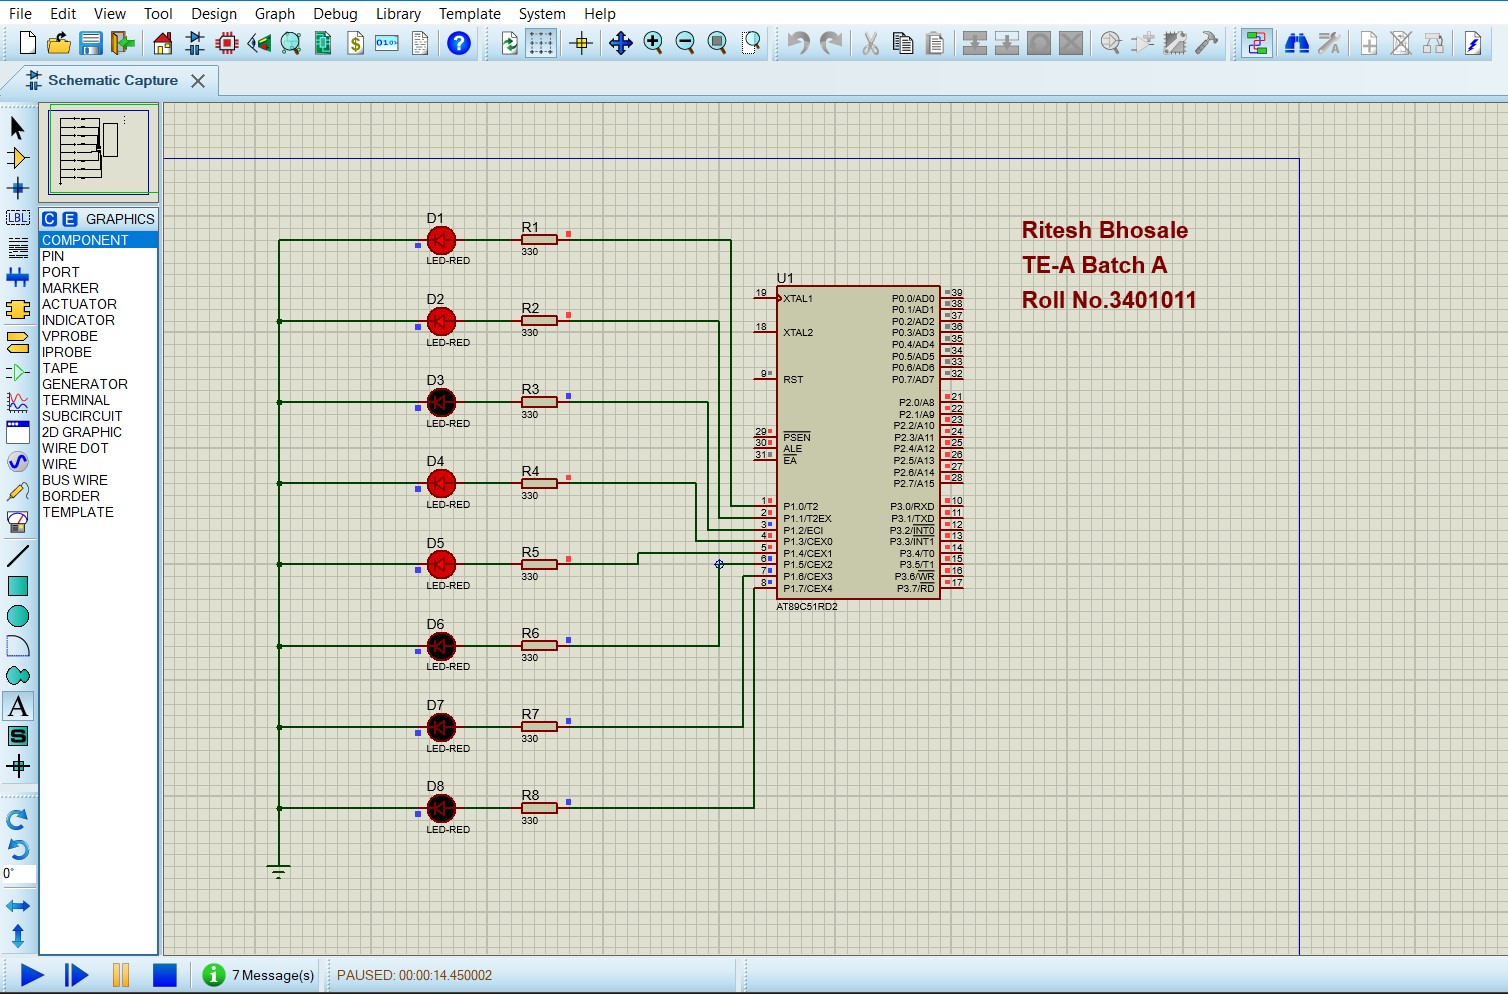 File Edit View Tool Design Graph Debug Library Template System Help
Schematic Capture
LBL
C E GRAPHICS
COMPONENT
PIN
PORT
MARKER
ACTUATOR
INDICATOR
VPROBE
IPROBE
TAPE
GENERATOR
TERMINAL
SUBCIRCUIT
2D GRAPHIC
WIRE DOT
WIRE
BUS WIRE
BORDER
TEMPLATE
A
S
0°
D1
LED-RED
R1
330
D2
LED-RED
R2
330
D3
LED-RED
R3
330
D4
LED-RED
R4
330
D5
LED-RED
R5
330
D6
LED-RED
R6
330
D7
LED-RED
R7
330
D8
LED-RED
R8
330
U1
19 XTAL1
18 XTAL2
9 RST
29 PSEN
30 ALE
31 EA
1 P1.0/T2
2 P1.1/T2EX
3 P1.2/ECI
4 P1.3/CEX0
5 P1.4/CEX1
6 P1.5/CEX2
7 P1.6/CEX3
8 P1.7/CEX4
P0.0/AD0 39
P0.1/AD1 38
P0.2/AD2 37
P0.3/AD3 36
P0.4/AD4 35
P0.5/AD5 34
P0.6/AD6 33
P0.7/AD7 32
P2.0/A8 21
P2.1/A9 22
P2.2/A10 23
P2.3/A11 24
P2.4/A12 25
P2.5/A13 26
P2.6/A14 27
P2.7/A15 28
P3.0/RXD 10
P3.1/TXD 11
P3.2/INT0 12
P3.3/INT1 13
P3.4/T0 14
P3.5/T1 15
P3.6/WR 16
P3.7/RD 17
AT89C51RD2
Ritesh Bhosale
TE-A Batch A
Roll No.3401011
7 Message(s)
PAUSED: 00:00:14.450002